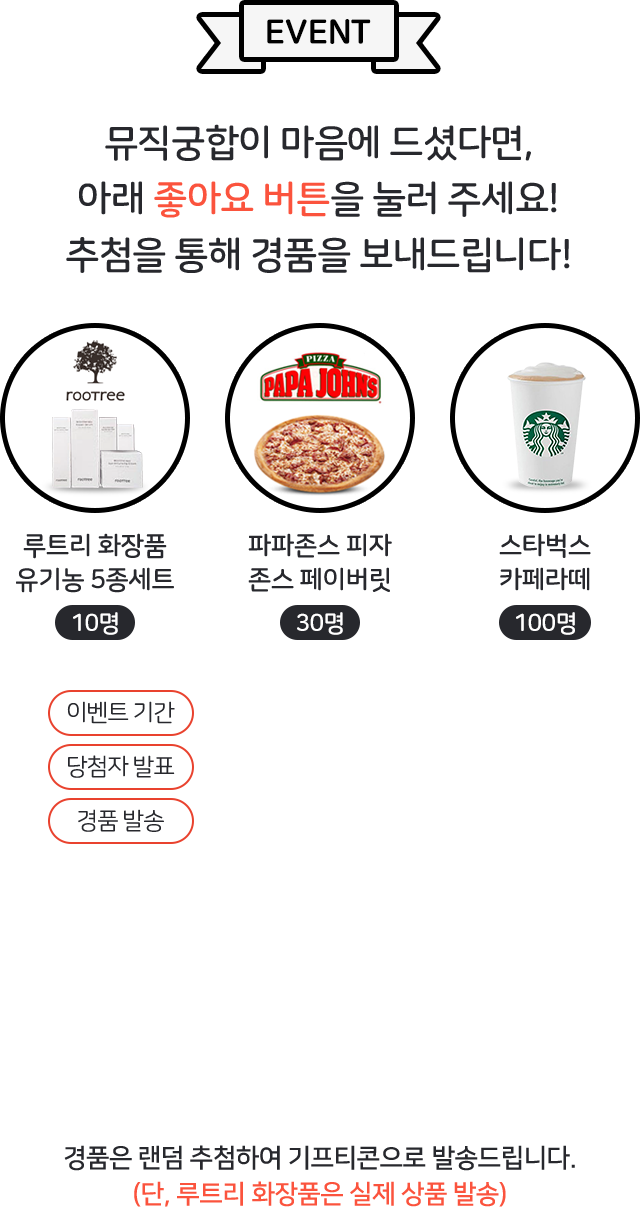 EVENT
뮤직궁합이 마음에 드셨다면,
아래 좋아요 버튼을 눌러 주세요!
추첨을 통해 경품을 보내드립니다!
rooTree
PIZZA
PAPA JOHNS
루트리 화장품
유기농 5종세트
10명
파파존스 피자
존스 페이버릿
30명
스타벅스
카페라떼
100명
이벤트 기간
당첨자 발표
경품 발송
경품은 랜덤 추첨하여 기프티콘으로 발송드립니다.
(단, 루트리 화장품은 실제 상품 발송)